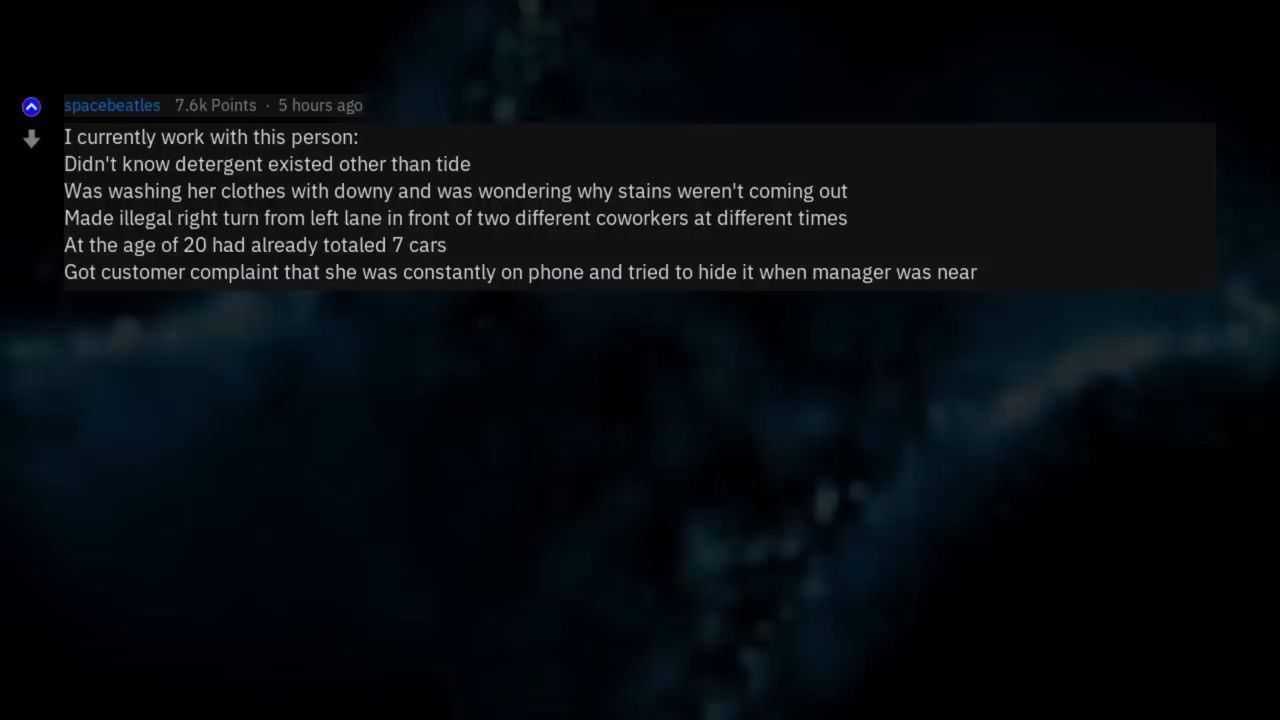 spacebeatles 7.6k Points · 5 hours ago
I currently work with this person:
Didn't know detergent existed other than tide
Was washing her clothes with downy and was wondering why stains weren't coming out
Made illegal right turn from left lane in front of two different coworkers at different times
At the age of 20 had already totaled 7 cars
Got customer complaint that she was constantly on phone and tried to hide it when manager was near